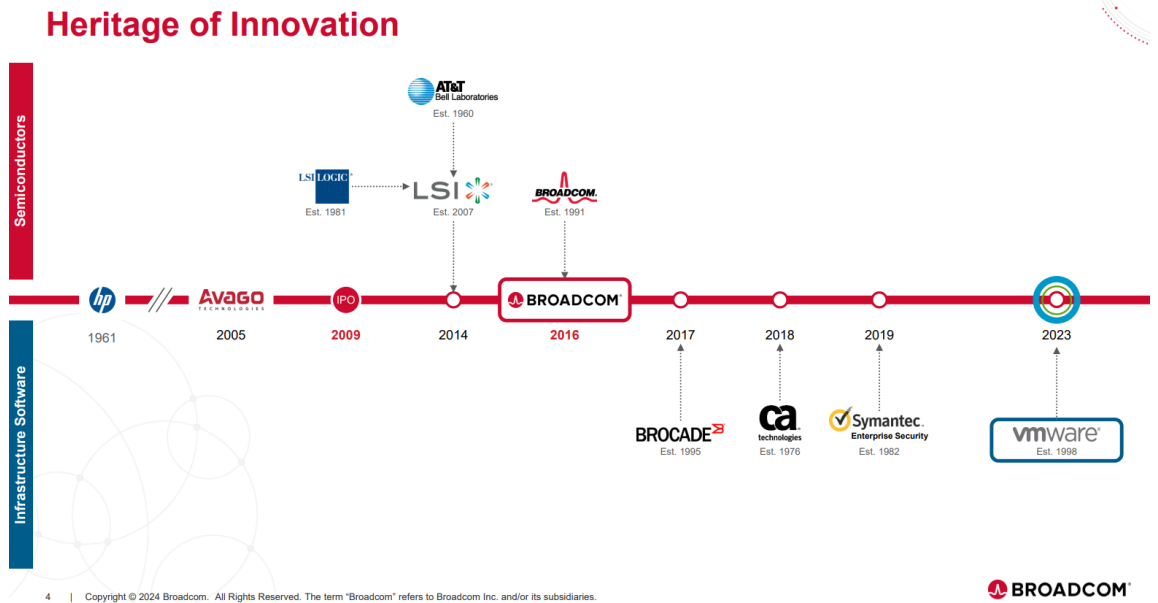 Heritage of Innovation
Semiconductors
AT&T
Bell Laboratories
Est. 1960
LSI LOGIC
Est. 1981
LSI
Est. 2007
BROADCOM.
Est. 1991
hp
1961
AVAGO
TECHNOLOGIES
2005
IPO
2009
2014
BROADCOM
2016
2017
2018
2019
2023
Infrastructure Software
BROCADE
Est. 1995
ca
technologies
Est. 1976
Symantec.
Enterprise Security
Est. 1982
vmware
Est. 1998
4 | Copyright © 2024 Broadcom. All Rights Reserved. The term “Broadcom” refers to Broadcom Inc. and/or its subsidiaries.
BROADCOM